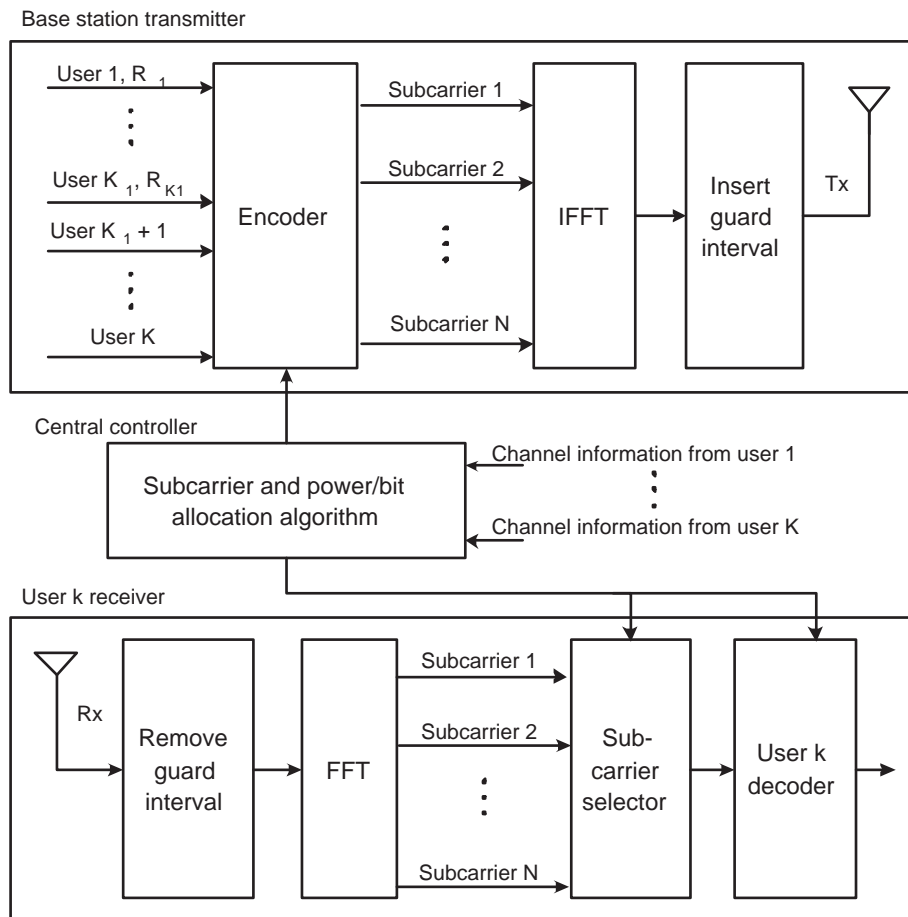 Base station transmitter
User 1, R 1
Subcarrier 1
User K 1, R K1
Subcarrier 2
Encoder
IFFT
Insert
guard
interval
Tx
User K 1 + 1
User K
Subcarrier N
Central controller
Subcarrier and power/bit
allocation algorithm
Channel information from user 1
Channel information from user K
User k receiver
Rx
Remove
guard
interval
FFT
Subcarrier 1
Subcarrier 2
Subcarrier N
Sub-
carrier
selector
User k
decoder